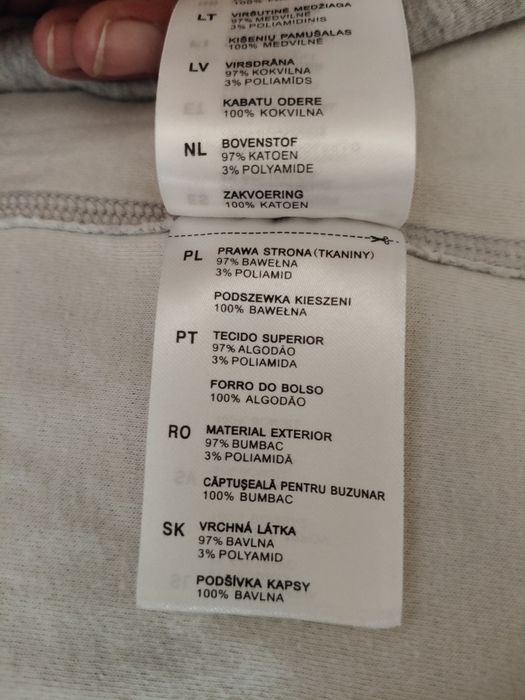 100% PO
LT VIRŠUTINĖ MEDŽIAGA
97% MEDVILNĖ
3% POLIAMIDINIS
KIŠENIŲ PAMUŠALAS
100% MEDVILNĖ
LV VIRSDRĀNA
97% KOKVILNA
3% POLIAMĪDS
KABATU ODERE
100% KOKVILNA
NL BOVENSTOF
97% KATOEN
3% POLYAMIDE
ZAKVOERING
100% KATOEN
PL PRAWA STRONA(TKANINY)
97% BAWEŁNA
3% POLIAMID
PODSZEWKA KIESZENI
100% BAWEŁNA
PT TECIDO SUPERIOR
97% ALGODÃO
3% POLIAMIDA
FORRO DO BOLSO
100% ALGODÃO
RO MATERIAL EXTERIOR
97% BUMBAC
3% POLIAMIDĂ
CĂPTUŞEALĂ PENTRU BUZUNAR
100% BUMBAC
SK VRCHNÁ LÁTKA
97% BAVLNA
3% POLYAMID
PODŠÍVKA KAPSY
100% BAVLNA